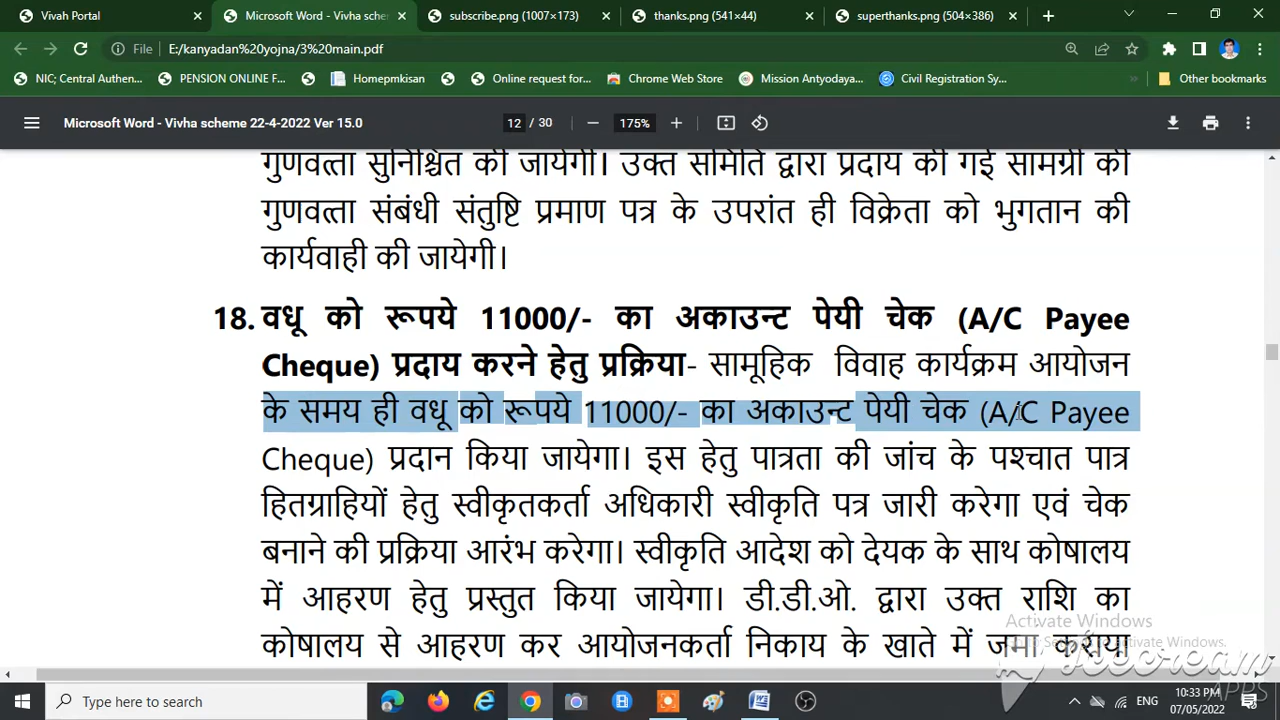 Vivah Portal
Microsoft Word - Vivha sche
subscribe.png (1007×173)
thanks.png (541×44)
superthanks.png (504×386)
File
E:/kanyadan%20yojna/3%20main.pdf
NIC; Central Authen...
PENSION ONLINE F...
Homepmkisan
Online request for...
Chrome Web Store
Mission Antyodaya...
Civil Registration Sy...
Other bookmarks
Microsoft Word - Vivha scheme 22-4-2022 Ver 15.0
12 / 30
175%
गुणवत्ता सुनिश्चित की जायेगी। उक्त समिति द्वारा प्रदाय की गई सामग्री की
गुणवत्ता संबंधी संतुष्टि प्रमाण पत्र के उपरांत ही विक्रेता को भुगतान की
कार्यवाही की जायेगी।
18. वधू को रूपये 11000/- का अकाउन्ट पेयी चेक (A/C Payee
Cheque) प्रदाय करने हेतु प्रक्रिया- सामूहिक विवाह कार्यक्रम आयोजन
के समय ही वधू को रूपये 11000/- का अकाउन्ट पेयी चेक (A/C Payee
Cheque) प्रदान किया जायेगा। इस हेतु पात्रता की जांच के पश्चात पात्र
हितग्राहियों हेतु स्वीकृतकर्ता अधिकारी स्वीकृति पत्र जारी करेगा एवं चेक
बनाने की प्रक्रिया आरंभ करेगा। स्वीकृति आदेश को देयक के साथ कोषालय
में आहरण हेतु प्रस्तुत किया जायेगा। डी.डी.ओ. द्वारा उक्त राशि का
Activate Windows
कोषालय से आहरण कर आयोजनकर्ता निकाय के खाते में जमा
Activate Windows.
Icecream
APPS
Type here to search
ENG
10:33 PM
07/05/2022